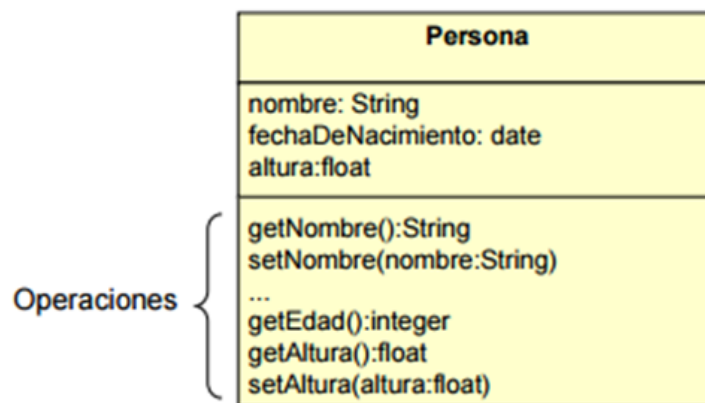 Persona
nombre: String
fechaDeNacimiento: date
altura:float
Operaciones
getNombre():String
setNombre(nombre:String)
...
getEdad():integer
getAltura():float
setAltura(altura:float)